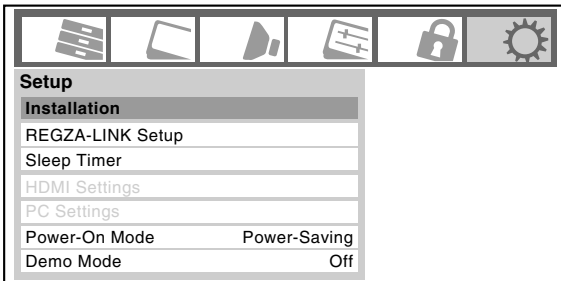 Setup
Installation
REGZA-LINK Setup
Sleep Timer
HDMI Settings
PC Settings
Power-On Mode Power-Saving
Demo Mode Off